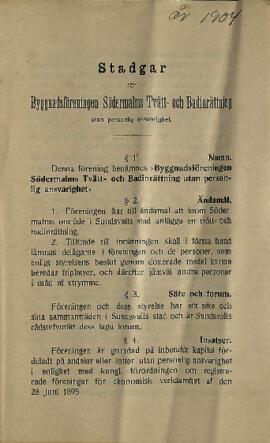 år 1904
Stadgar
för
Byggnadsföreningen Södermalms Tvätt- och Badinrättning
utan personlig ansvarighet.
§ 1. Namn.
Denna förening benämnes »Byggnadsföreningen
Södermalms Tvätt- och Badinrättning utan person-
lig ansvarighet»
§ 2. Ändamål.
1. Föreningen har till ändamål att inom Söder-
malms område i Sundsvalls stad anlägga en tvätt- och
badinrättning.
2. Tillträde till inrättningen skall i första hand
lämnas delägarne i föreningen och de personer, som
enligt styrelsens beslut genom donerade medel kunna
beredas friplatser, och därefter jämväl andra personer
i mån af utrymme.
§ 3. Säte och forum.
Föreningen och dess styrelse har sitt säte och
sina sammanträden i Sundsvalls stad och är Sundsvalls
rådstufvurätt dess laga forum.
§ 4. Insatser.
Föreningen är grundad på inbetaldt kapital för-
deladt på andelar eller lotter utan personlig ansvarighet
i enlighet med kungl. förordningen om registre-
rade föreningar för ekonomisk verksamhet af den
28 juni 1895